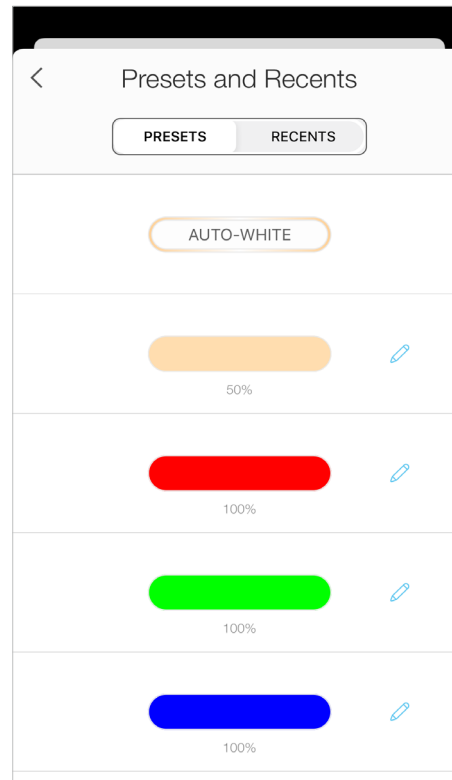 Presets and Recents
PRESETS RECENTS
AUTO-WHITE
50%
100%
100%
100%